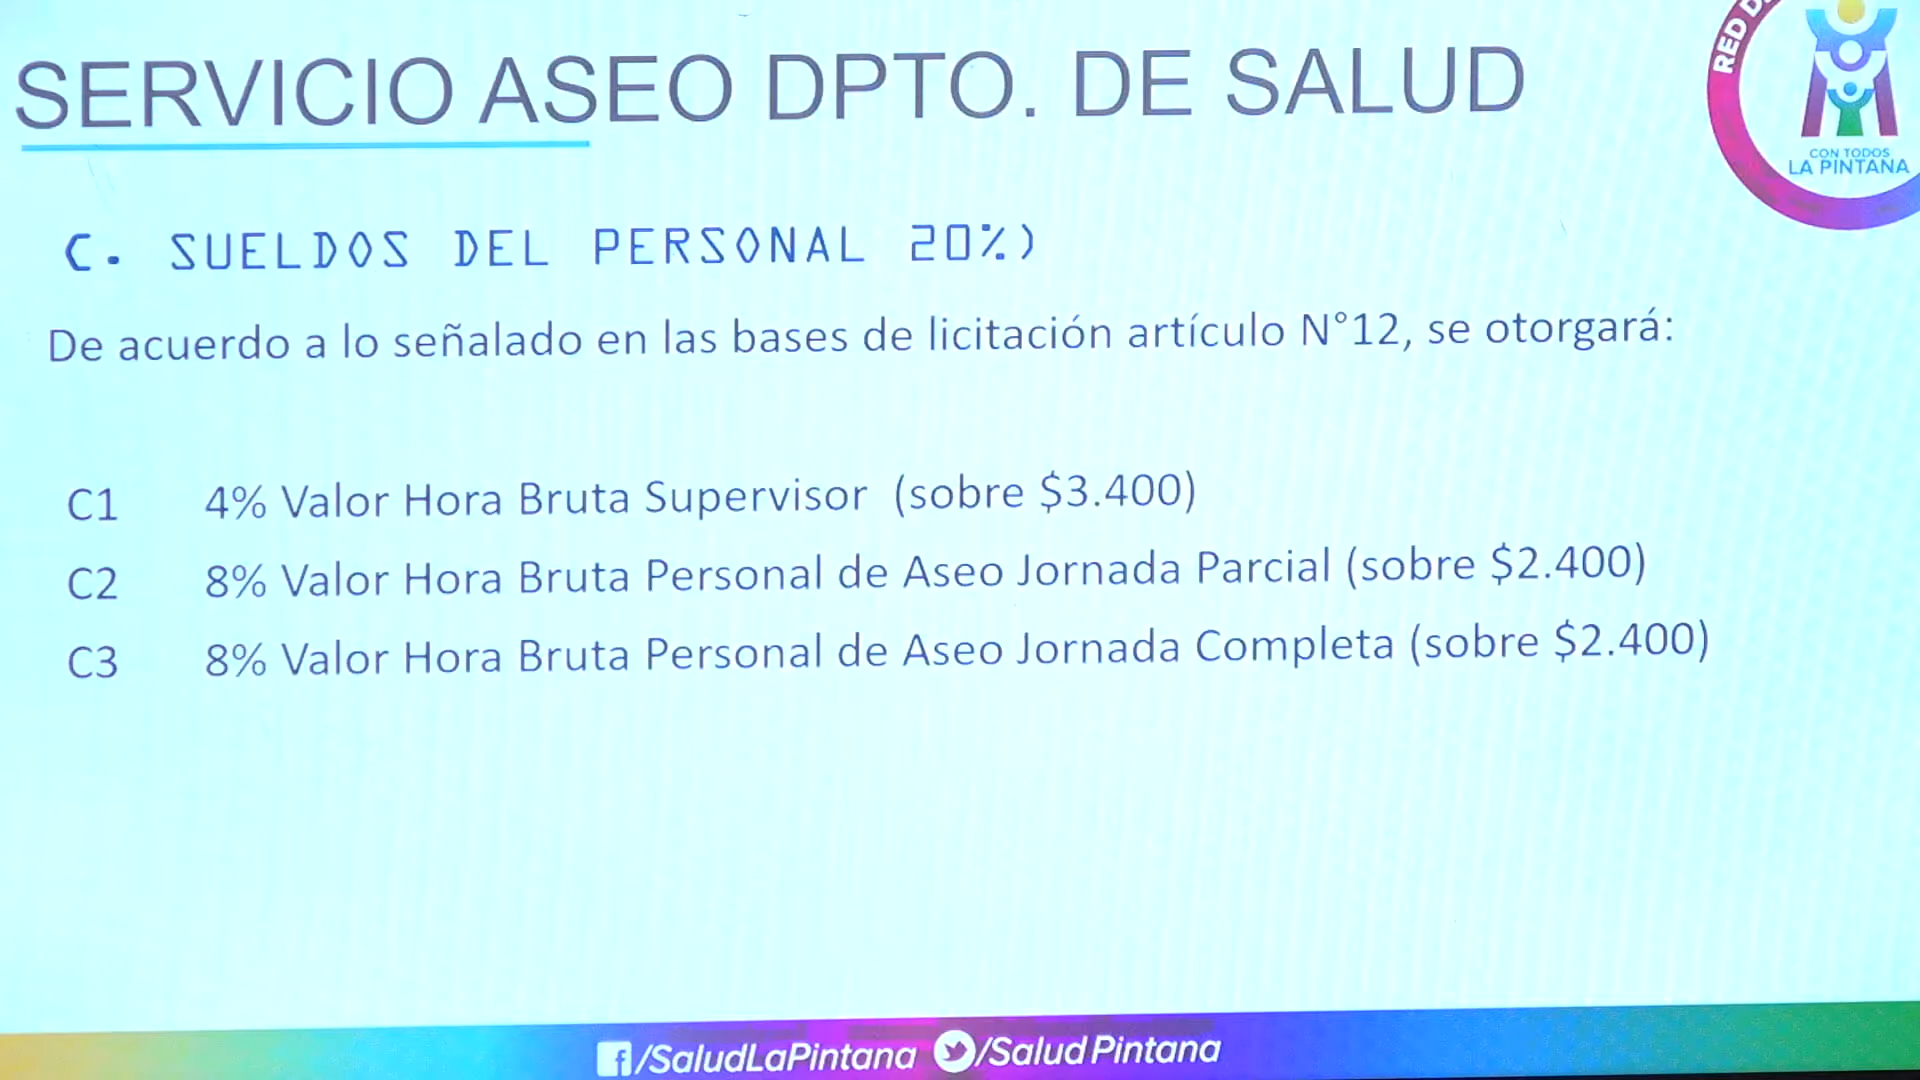 SERVICIO ASEO DPTO. DE SALUD
RED D
CON TODOS
LA PINTANA
C. SUELDOS DEL PERSONAL 20%)
De acuerdo a lo señalado en las bases de licitación artículo N°12, se otorgará:
C1 4% Valor Hora Bruta Supervisor (sobre $3.400)
C2 8% Valor Hora Bruta Personal de Aseo Jornada Parcial (sobre $2.400)
C3 8% Valor Hora Bruta Personal de Aseo Jornada Completa (sobre $2.400)
/SaludLaPintana /SaludPintana